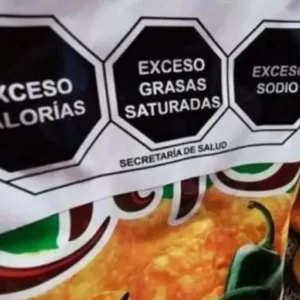 XCESO
ALORÍAS
EXCESO
GRASAS
SATURADAS
EXCESO
SODIO
SECRETARÍA DE SALUD